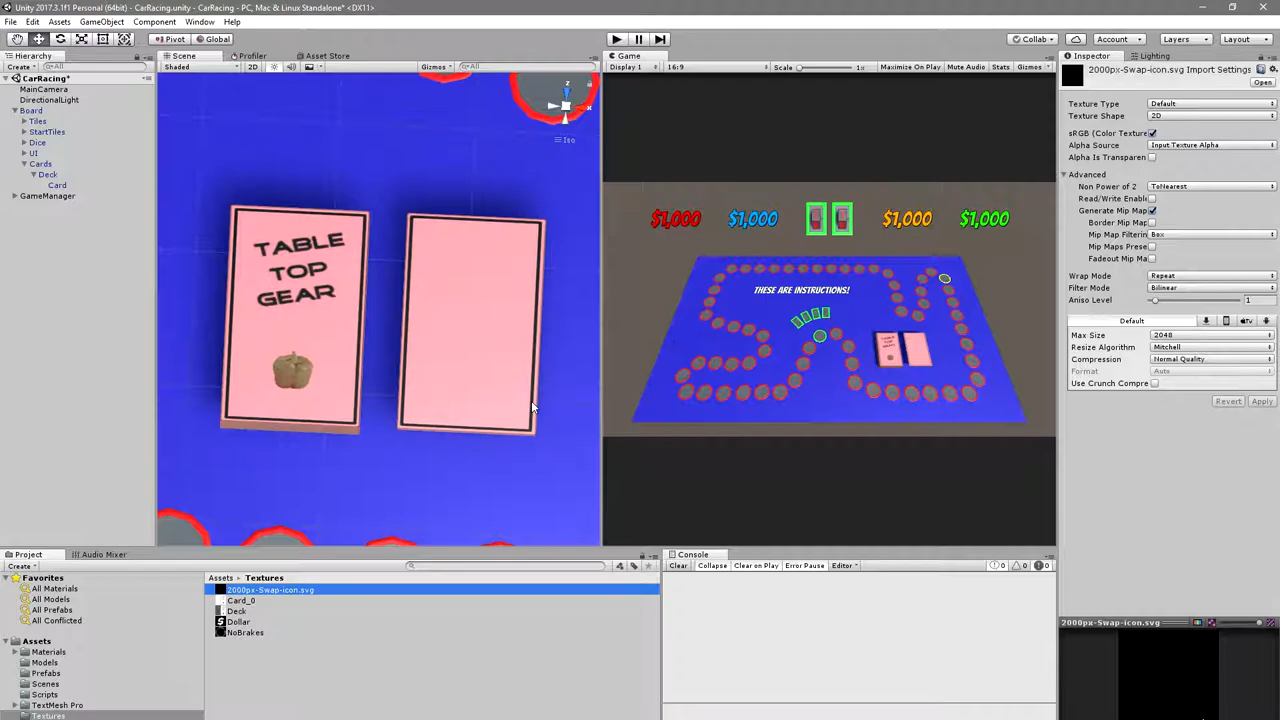 Unity 2017.3.1f1 Personal (64bit) - CarRacing.unity - CarRacing - PC, Mac & Linux Standalone* <DX11>
File Edit Assets GameObject Component Window Help
Pivot Global Collab Account Layers Layout
Hierarchy Scene Profiler Asset Store Game Inspector Lighting
Create All Shaded 2D Gizmos All Display 1 16:9 Scale 1x Maximize On Play Mute Audio Stats Gizmos
CarRacing*
MainCamera
DirectionalLight
Board
Tiles
StartTiles
Dice
UI
Cards
Deck
Card
GameManager
z
x
Iso
TABLE
TOP
GEAR
$1,000 $1,000 $1,000 $1,000
THESE ARE INSTRUCTIONS!
TABLE
TOP
GEAR
2000px-Swap-icon.svg Import Settings
Open
Texture Type Default
Texture Shape 2D
sRGB (Color Texture
Alpha Source Input Texture Alpha
Alpha Is Transparen
Advanced
Non Power of 2 ToNearest
Read/Write Enable
Generate Mip Map
Border Mip Ma
Mip Map Filterin Box
Mip Maps Prese
Fadeout Mip Ma
Wrap Mode Repeat
Filter Mode Bilinear
Aniso Level 1
Default
Max Size 2048
Resize Algorithm Mitchell
Compression Normal Quality
Format Auto
Use Crunch Compre
Revert Apply
Project Audio Mixer
Create
Favorites
All Materials
All Models
All Prefabs
All Conflicted
Assets
Materials
Models
Prefabs
Scenes
Scripts
TextMesh Pro
Textures
Assets Textures
2000px-Swap-icon.svg
Card_0
Deck
Dollar
NoBrakes
Console
Clear Collapse Clear on Play Error Pause Editor 0 0 0
2000px-Swap-icon.svg